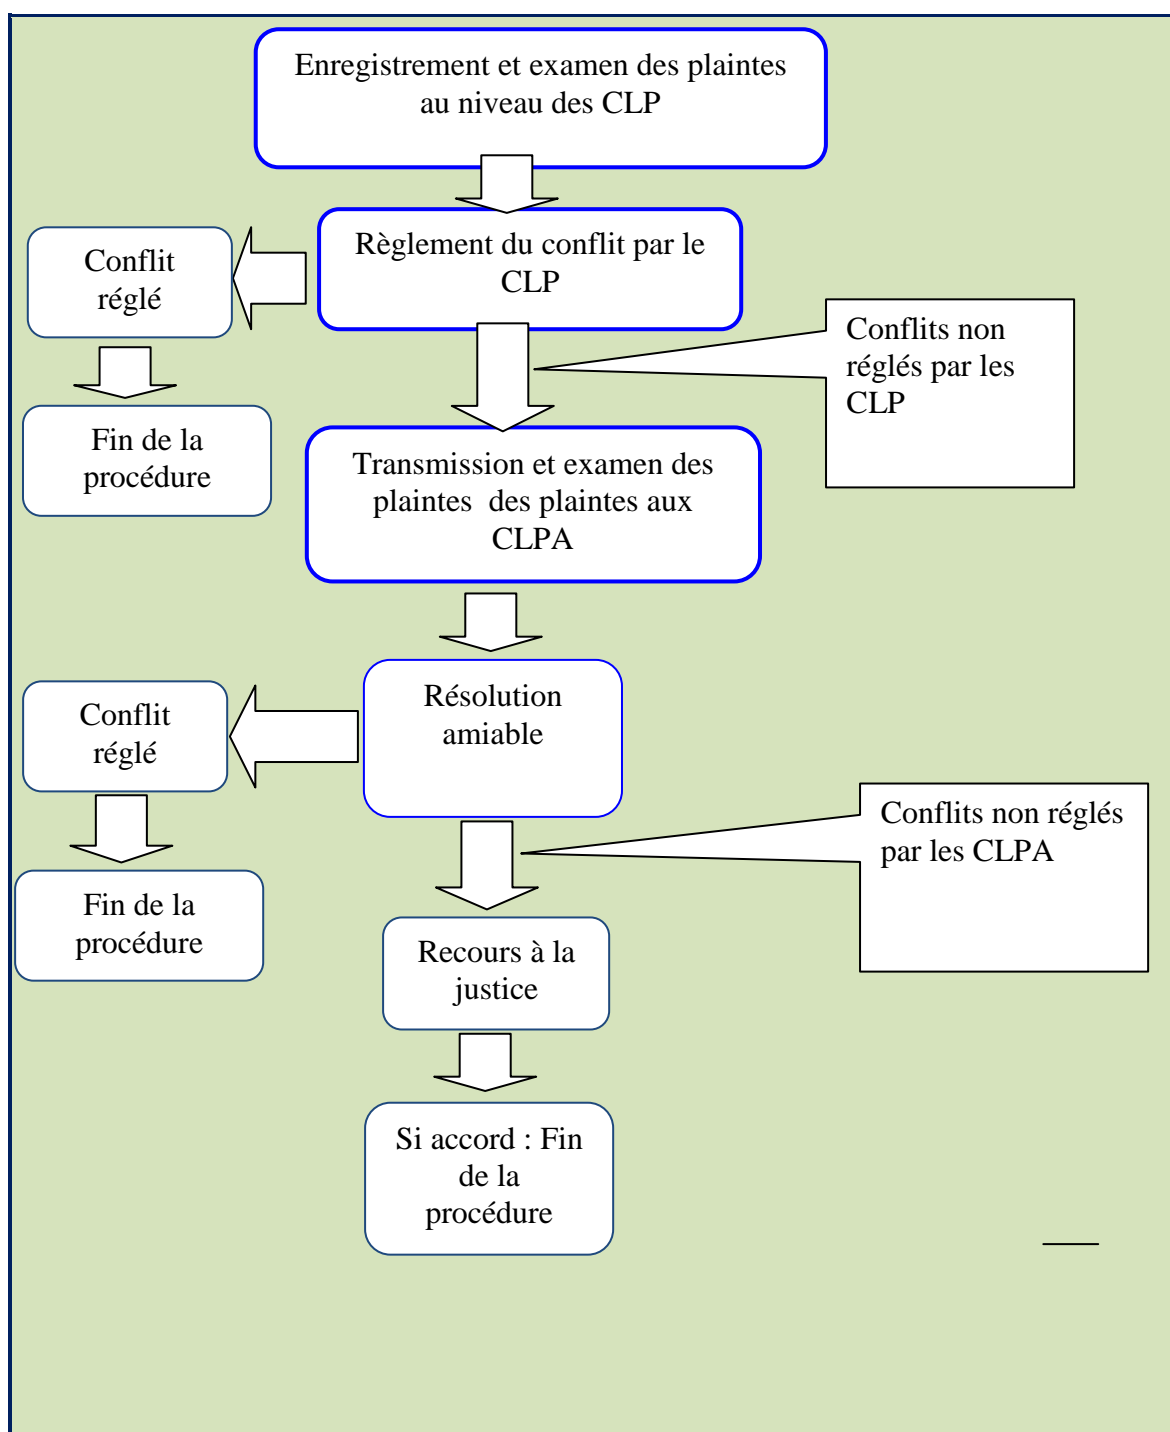 Enregistrement et examen des plaintes
au niveau des CLP
Règlement du conflit par le
CLP
Conflit
réglé
Conflits non
réglés par les
CLP
Fin de la
procédure
Transmission et examen des
plaintes  des plaintes aux
CLPA
Résolution
amiable
Conflit
réglé
Conflits non réglés
par les CLPA
Fin de la
procédure
Recours à la
justice
Si accord : Fin
de la
procédure